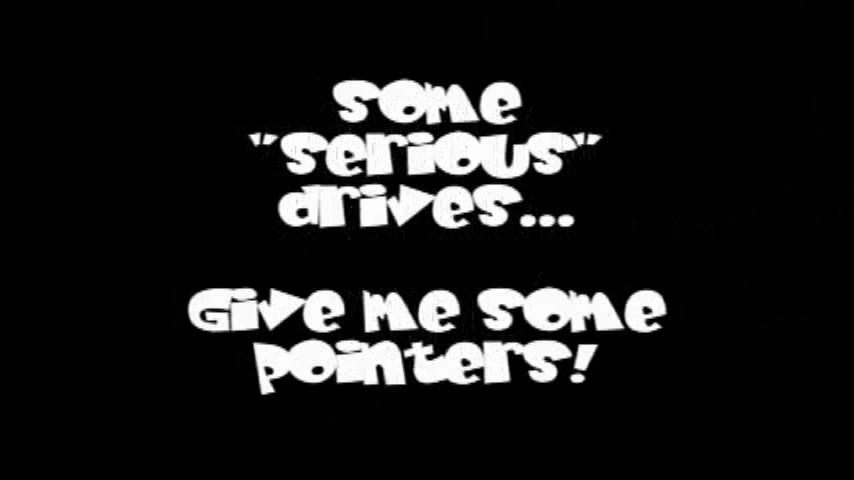 Some
"serious"
drives...
Give me some
pointers!